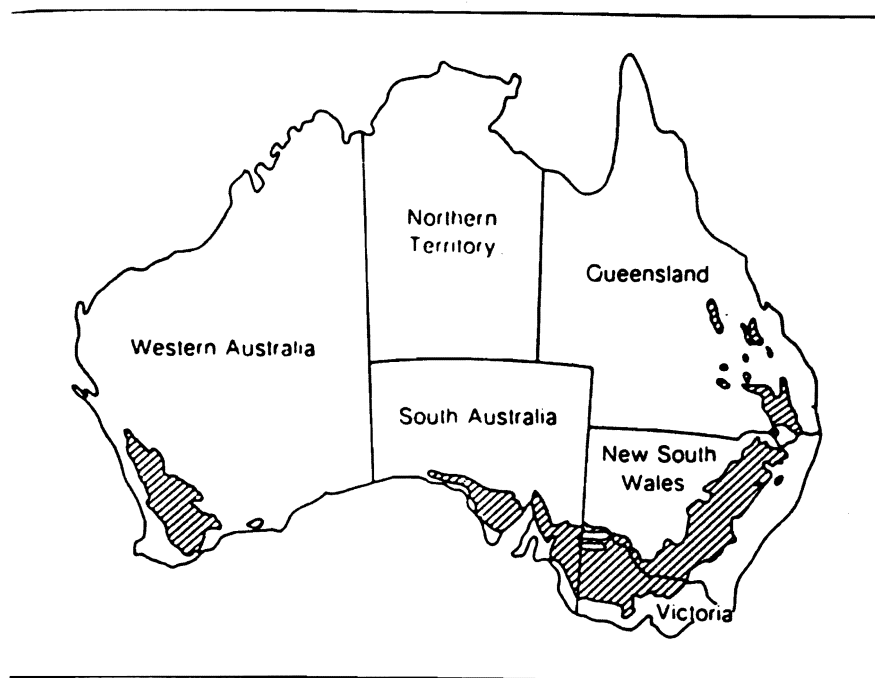 Northern
Territory
Queensland
Western Australia
South Australia
New South
Wales
Victoria